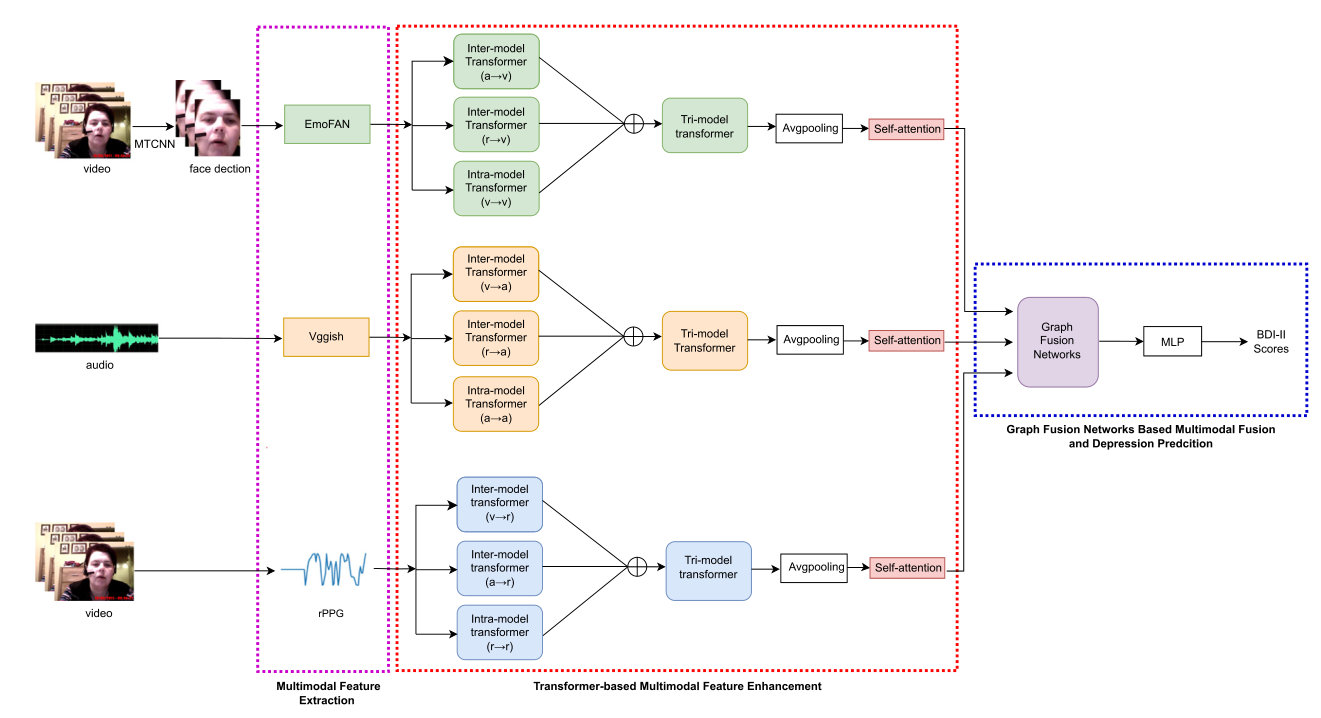 video
MTCNN
face dection
EmoFAN
Inter-model
Transformer
(a→v)
Inter-model
Transformer
(r→v)
Intra-model
Transformer
(v→v)
Tri-model
transformer
Avgpooling
Self-attention
audio
Vggish
Inter-model
Transformer
(v→a)
Inter-model
Transformer
(r→a)
Intra-model
Transformer
(a→a)
Tri-model
Transformer
Avgpooling
Self-attention
video
rPPG
Inter-model
transformer
(v→r)
Inter-model
transformer
(a→r)
Intra-model
transformer
(r→r)
Tri-model
transformer
Avgpooling
Self-attention
Graph
Fusion
Networks
MLP
BDI-II
Scores
Multimodal Feature
Extraction
Transformer-based Multimodal Feature Enhancement
Graph Fusion Networks Based Multimodal Fusion
and Depression Predcition